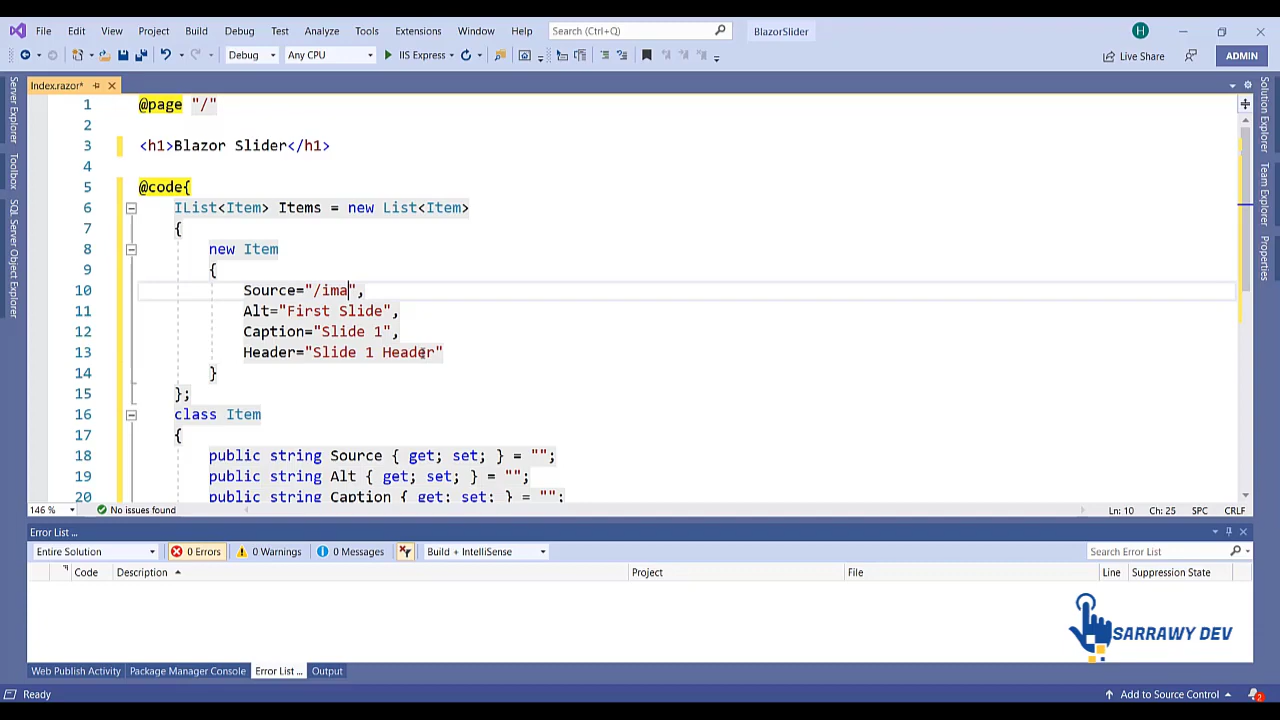 File Edit View Project Build Debug Test Analyze Tools Extensions Window Help Search (Ctrl+Q) BlazorSlider H
Debug Any CPU IIS Express Live Share ADMIN
Index.razor*
Server Explorer
Toolbox
SQL Server Object Explorer
1 @page "/"
2
3 <h1>Blazor Slider</h1>
4
5 @code{
6 IList<Item> Items = new List<Item>
7 {
8 new Item
9 {
10 Source="/ima",
11 Alt="First Slide",
12 Caption="Slide 1",
13 Header="Slide 1 Header"
14 }
15 };
16 class Item
17 {
18 public string Source { get; set; } = "";
19 public string Alt { get; set; } = "";
20 public string Caption { get; set; } = "";
Solution Explorer
Team Explorer
Properties
146 % No issues found Ln: 10 Ch: 25 SPC CRLF
Error List ...
Entire Solution 0 Errors 0 Warnings 0 Messages Build + IntelliSense Search Error List
Code Description Project File Line Suppression State
SARRAWY DEV
Web Publish Activity Package Manager Console Error List ... Output
Ready Add to Source Control 2